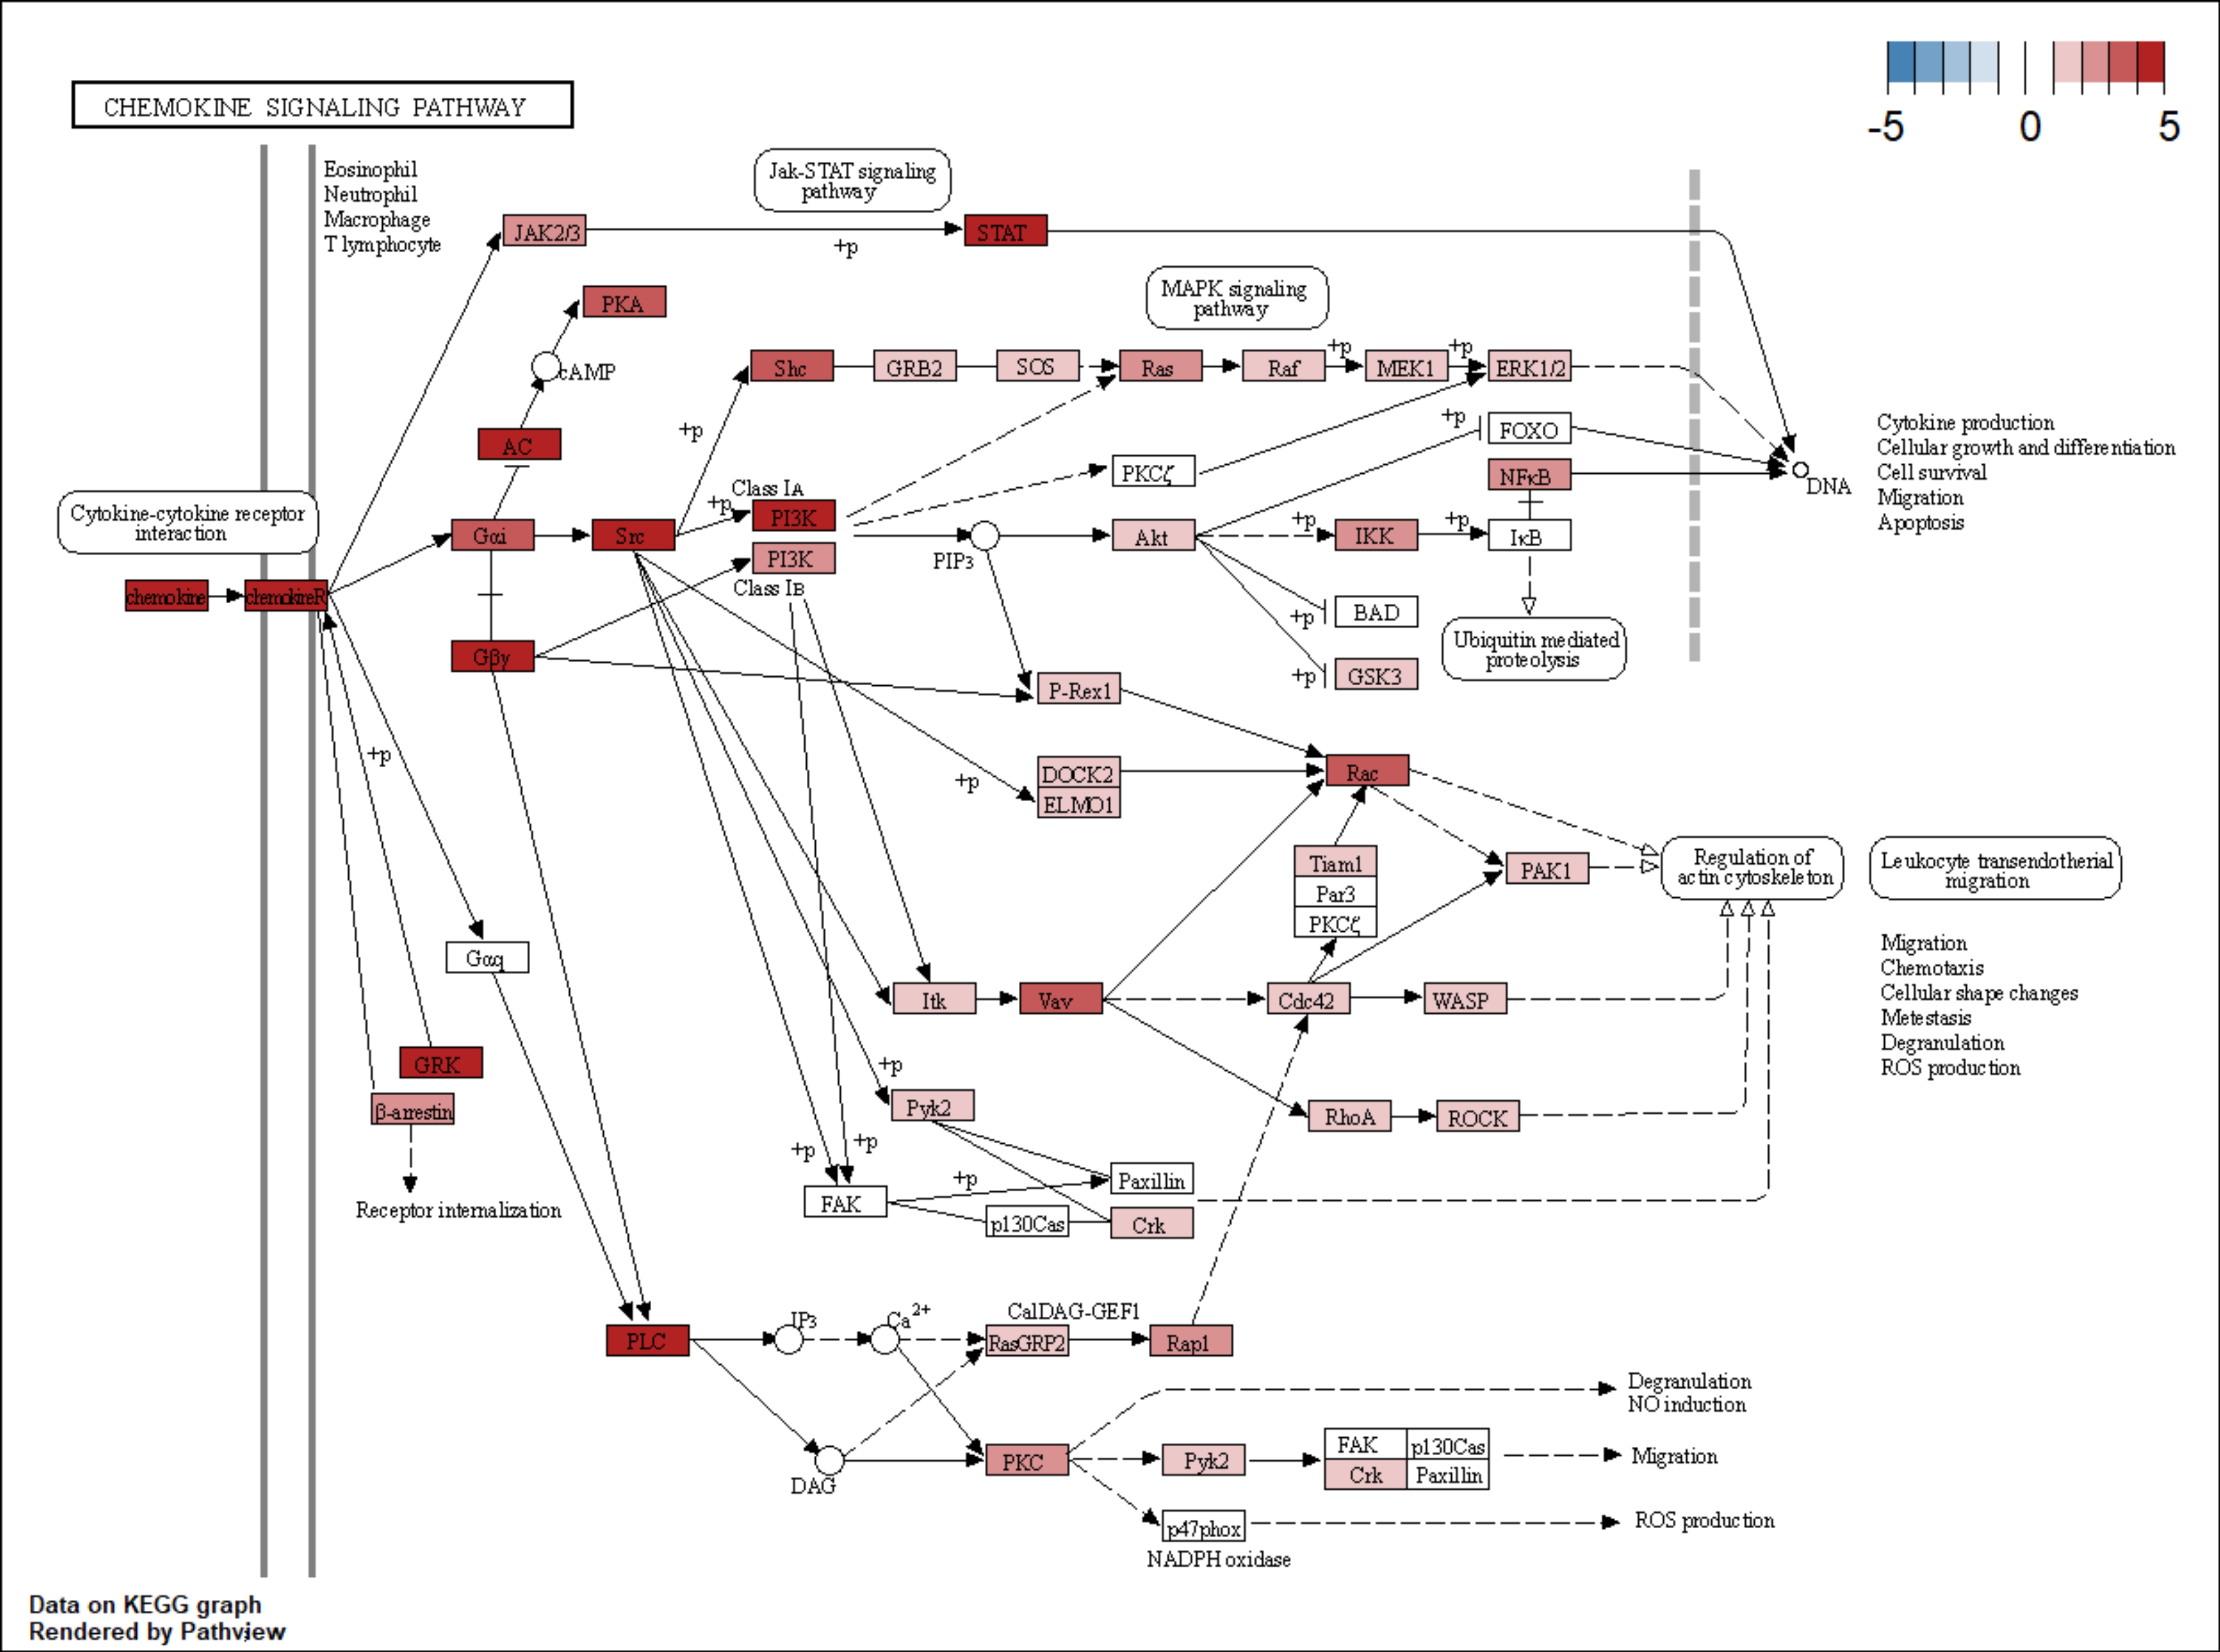 -5 0 5
CHEMOKINE SIGNALING PATHWAY
Eosinophil
Neutrophil
Macrophage
T lymphocyte
Jak-STAT signaling
pathway
JAK2/3
+p
STAT
PKA
cAMP
AC
MAPK signaling
pathway
Shc
GRB2
SOS
Ras
Raf
+p
MEK1
+p
ERK1/2
+p
+p
FOXO
PKCζ
NFκB
DNA
Cytokine production
Cellular growth and differentiation
Cell survival
Migration
Apoptosis
Cytokine-cytokine receptor
interaction
chemokine
chemokineR
Gαi
Src
+p
Class IA
PI3K
PI3K
Class IB
PIP3
Akt
+p
IKK
+p
IκB
+p
BAD
+p
GSK3
Ubiquitin mediated
proteolysis
Gβγ
P-Rex1
+p
+p
DOCK2
ELMO1
Rac
Tiam1
Par3
PKCζ
PAK1
Regulation of
actin cytoskeleton
Leukocyte transendotherial
migration
Migration
Chemotaxis
Cellular shape changes
Metestasis
Degranulation
ROS production
Gαq
Itk
Vav
Cdc42
WASP
GRK
β-arrestin
Receptor internalization
+p
Pyk2
RhoA
ROCK
+p
+p
FAK
+p
Paxillin
p130Cas
Crk
PLC
IP3
Ca2+
CalDAG-GEF1
RasGRP2
Rap1
DAG
PKC
Degranulation
NO induction
Pyk2
FAK p130Cas
Crk Paxillin
Migration
p47phox
NADPH oxidase
ROS production
Data on KEGG graph
Rendered by Pathview